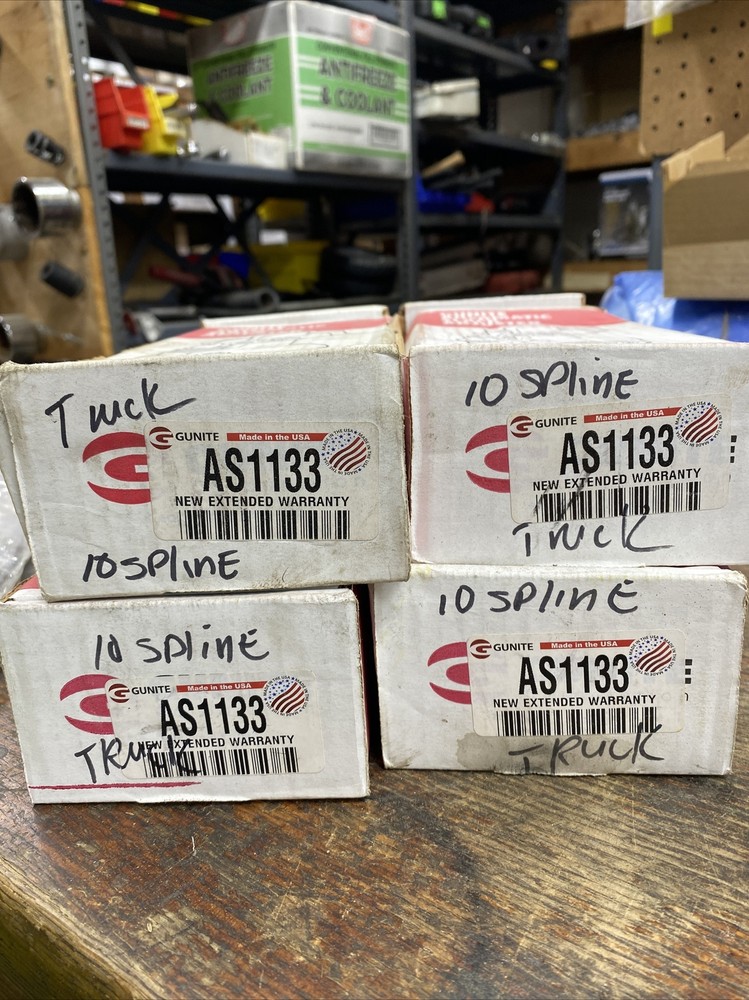 ANTIFREEZE
& COOLANT
ANTIFREEZE
& COOLANT
Truck
GUNITE
Made in the USA
AS1133
NEW EXTENDED WARRANTY
10 SPlinE
10 SPlinE
GUNITE
Made in the USA
AS1133
NEW EXTENDED WARRANTY
Truck
10 SPlinE
GUNITE
Made in the USA
AS1133
NEW EXTENDED WARRANTY
TRuck
10 SPlinE
GUNITE
Made in the USA
AS1133
NEW EXTENDED WARRANTY
TRuck